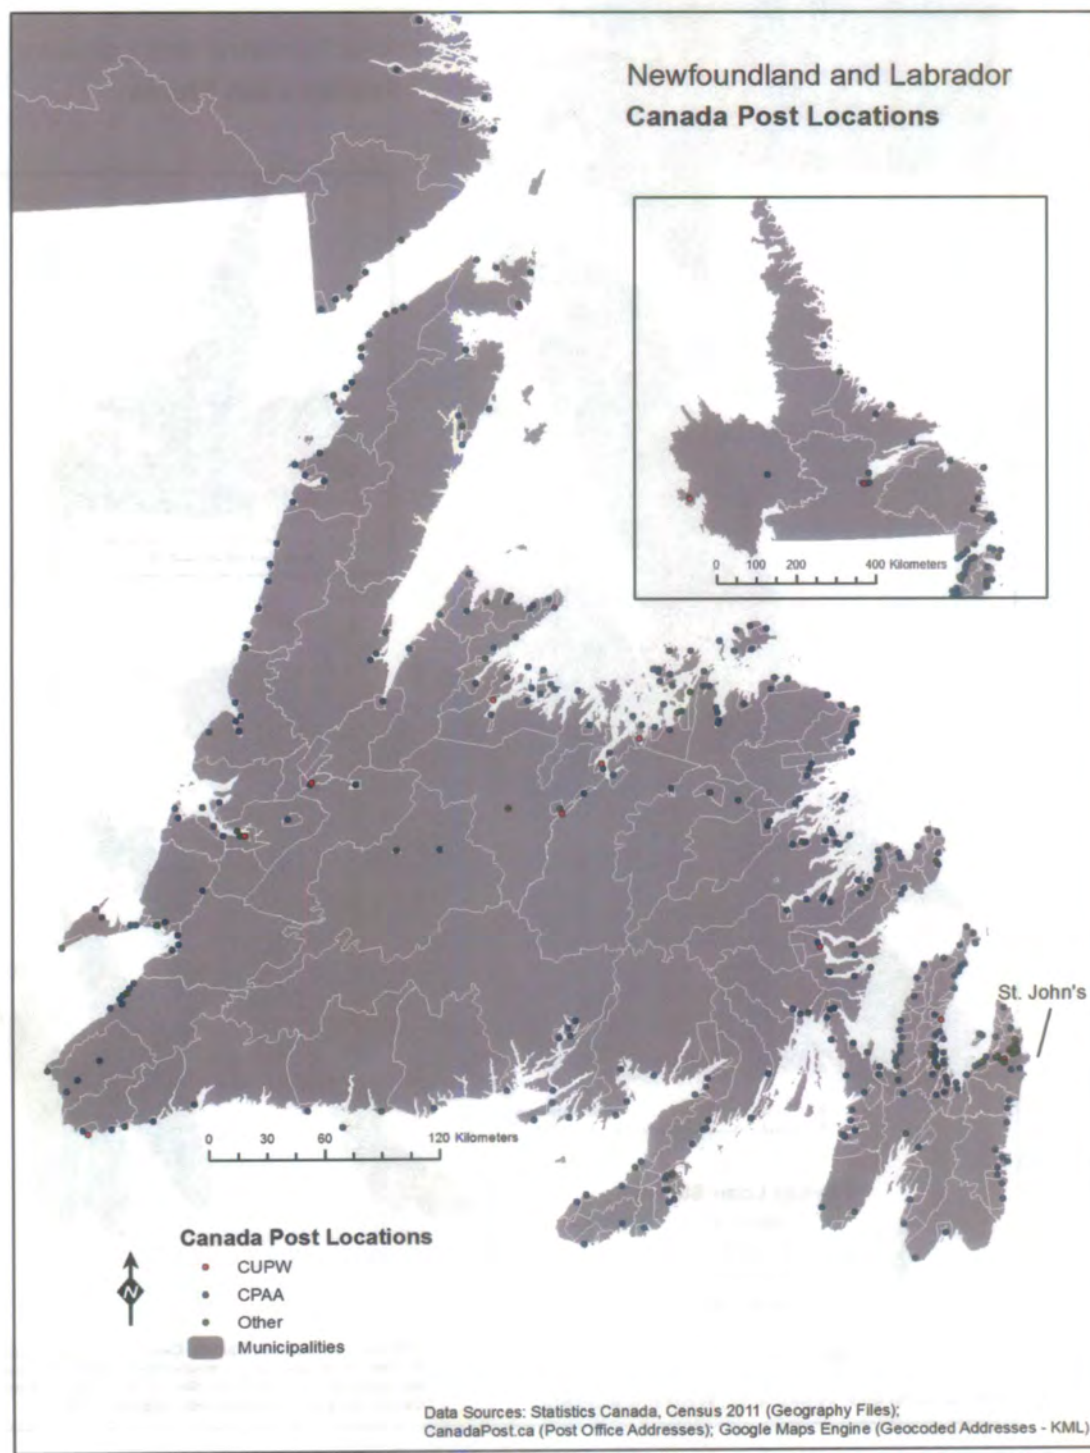 Newfoundland and Labrador
Canada Post Locations
0 100 200 400 Kilometers
St. John's
0 30 60 120 Kilometers
Canada Post Locations
CUPW
CPAA
Other
Municipalities
N
Data Sources: Statistics Canada, Census 2011 (Geography Files);
CanadaPost.ca (Post Office Addresses); Google Maps Engine (Geocoded Addresses - KML)